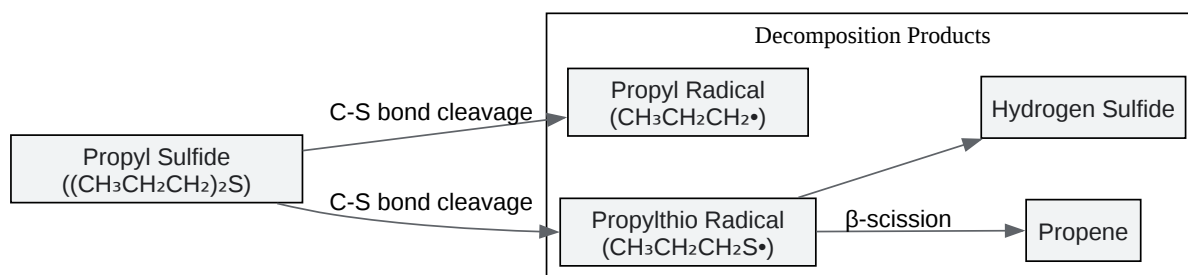 Decomposition Products
Propyl Radical
(CH₃CH₂CH₂•)
Hydrogen Sulfide
C-S bond cleavage
Propyl Sulfide
((CH₃CH₂CH₂)₂S)
C-S bond cleavage
Propylthio Radical
(CH₃CH₂CH₂S•)
β-scission
Propene